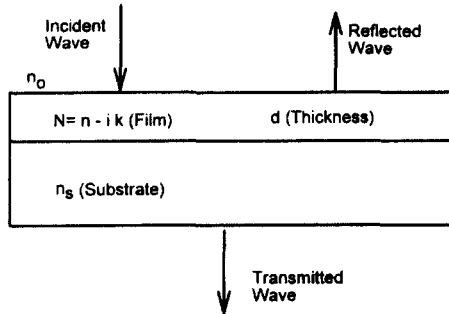 Incident
Wave
Reflected
Wave
n₀
N= n - i k (Film)
d (Thickness)
nₛ (Substrate)
Transmitted
Wave